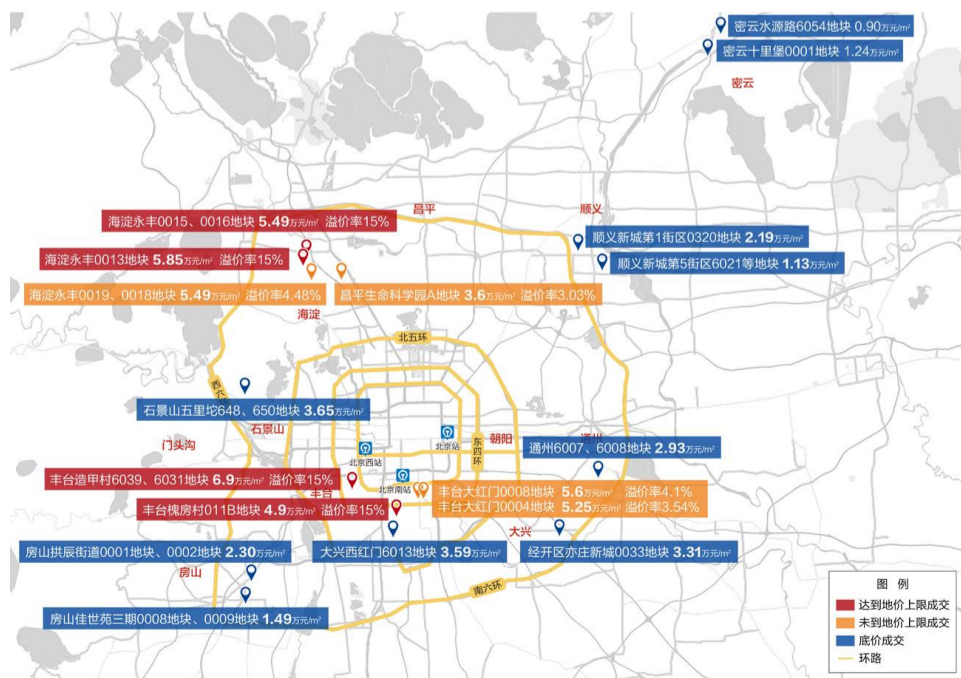 密云水源路6054地块 0.90万元/m²
密云十里堡0001地块 1.24万元/m²
密云
海淀永丰0015、0016地块 5.49万元/m² 溢价率15%
昌平
顺义
顺义新城第1街区0320地块 2.19万元/m²
海淀永丰0013地块 5.85万元/m² 溢价率15%
顺义新城第5街区6021等地块 1.13万元/m²
海淀永丰0019、0018地块 5.49万元/m² 溢价率4.48%
昌平生命科学园A地块 3.6万元/m² 溢价率3.03%
海淀
北五环
西六
石景山五里坨648、650地块 3.65万元/m²
石景山
门头沟
北京站
朝阳
东四环
通州6007、6008地块 2.93万元/m²
北京西站
丰台造甲村6039、6031地块 6.9万元/m² 溢价率15%
北京南站
丰台
丰台大红门0008地块 5.6万元/m² 溢价率4.1%
丰台大红门0004地块 5.25万元/m² 溢价率3.54%
丰台槐房村011B地块 4.9万元/m² 溢价率15%
大兴
房山拱辰街道0001地块、0002地块 2.30万元/m²
大兴西红门6013地块 3.59万元/m²
经开区亦庄新城0033地块 3.31万元/m²
房山
南六环
房山佳世苑三期0008地块、0009地块 1.49万元/m²
图 例
达到地价上限成交
未到地价上限成交
底价成交
环路